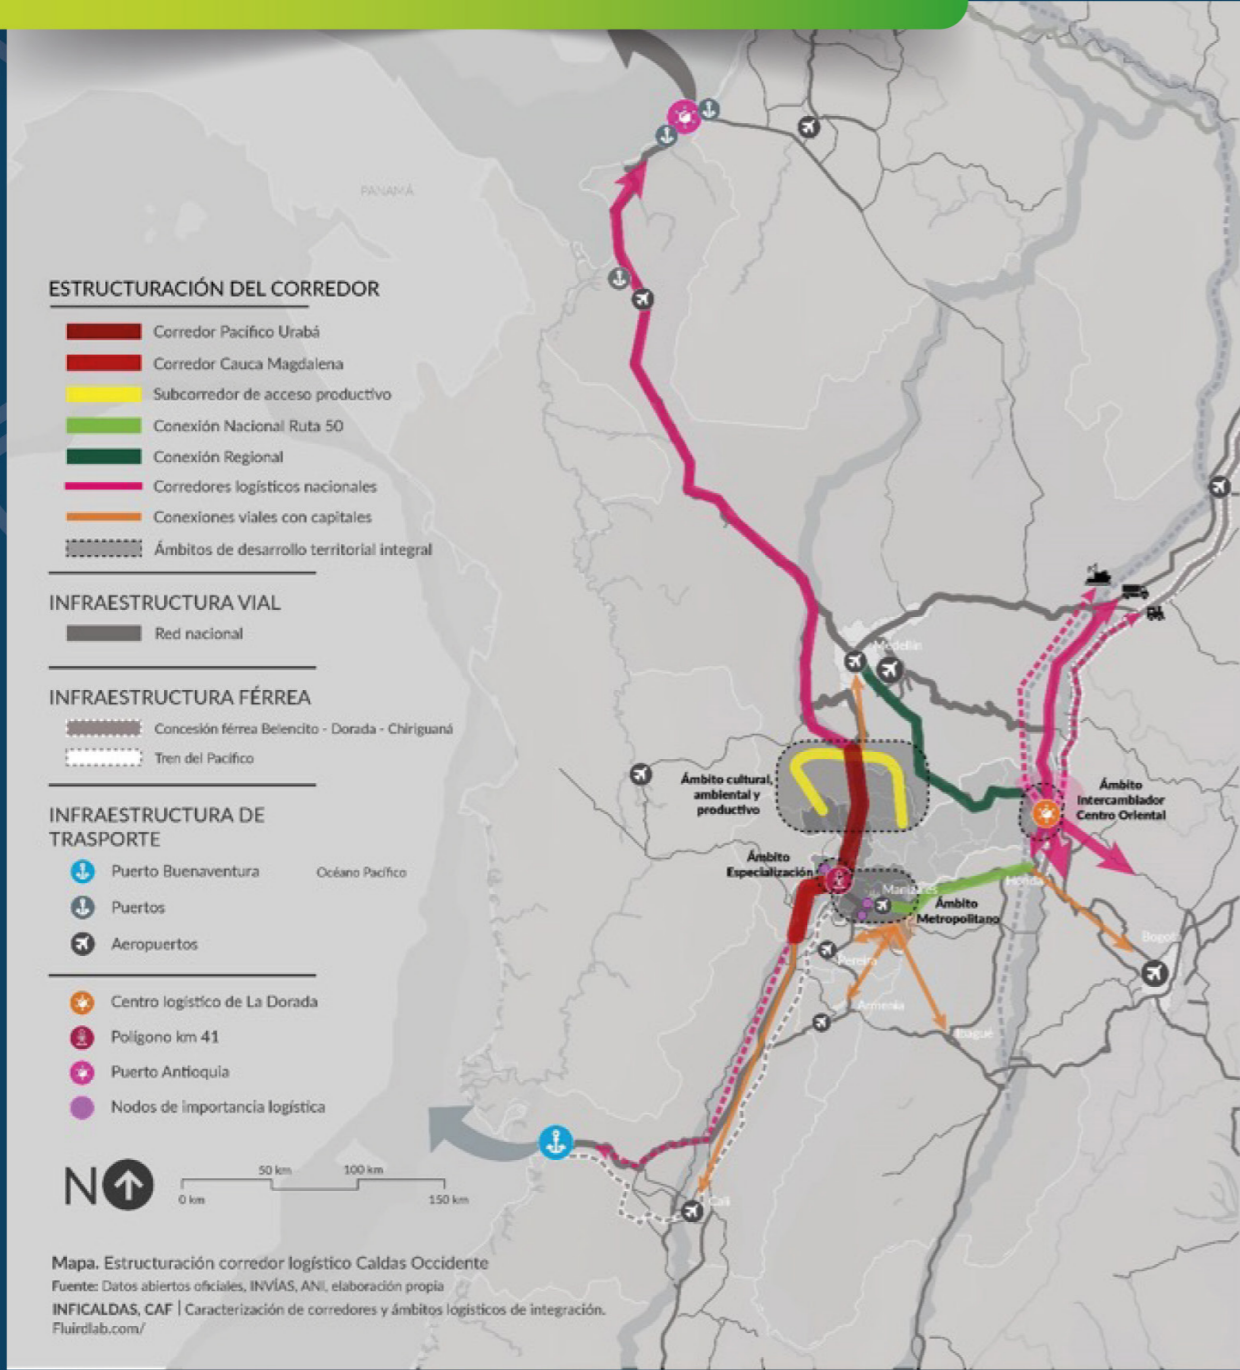 PANAMÁ
ESTRUCTURACIÓN DEL CORREDOR
Corredor Pacífico Urabá
Corredor Cauca Magdalena
Subcorredor de acceso productivo
Conexión Nacional Ruta 50
Conexión Regional
Corredores logísticos nacionales
Conexiones viales con capitales
Ámbitos de desarrollo territorial integral
INFRAESTRUCTURA VIAL
Red nacional
INFRAESTRUCTURA FÉRREA
Concesión férrea Belencito - Dorada - Chiriguaná
Tren del Pacífico
INFRAESTRUCTURA DE
TRASPORTE
Puerto Buenaventura
Océano Pacífico
Puertos
Aeropuertos
Centro logístico de La Dorada
Polígono km 41
Puerto Antioquia
Nodos de importancia logística
Medellín
Ámbito cultural,
ambiental y
productivo
Ámbito
Intercambiador
Centro Oriental
Ámbito
Especialización
Manizales
Honda
Ámbito
Metropolitano
Bogotá
Pereira
Armenia
Ibagué
Cali
N
50 km
100 km
0 km
150 km
Mapa. Estructuración corredor logístico Caldas Occidente
Fuente: Datos abiertos oficiales, INVÍAS, ANI, elaboración propia
INFICALDAS, CAF | Caracterización de corredores y ámbitos logísticos de integración.
Fluirdlab.com/